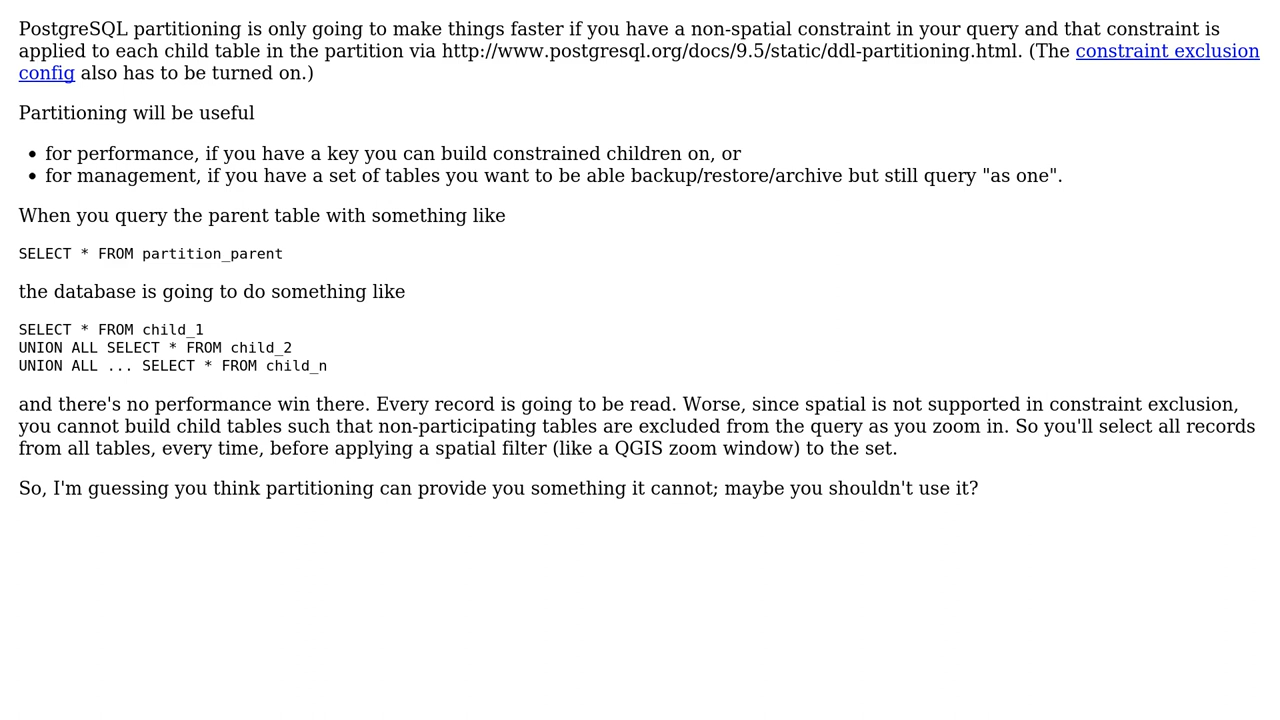 PostgreSQL partitioning is only going to make things faster if you have a non-spatial constraint in your query and that constraint is
applied to each child table in the partition via http://www.postgresql.org/docs/9.5/static/ddl-partitioning.html. (The constraint exclusion
config also has to be turned on.)
Partitioning will be useful
• for performance, if you have a key you can build constrained children on, or
• for management, if you have a set of tables you want to be able backup/restore/archive but still query "as one".
When you query the parent table with something like
SELECT * FROM partition_parent
the database is going to do something like
SELECT * FROM child_1
UNION ALL SELECT * FROM child_2
UNION ALL ... SELECT * FROM child_n
and there's no performance win there. Every record is going to be read. Worse, since spatial is not supported in constraint exclusion,
you cannot build child tables such that non-participating tables are excluded from the query as you zoom in. So you'll select all records
from all tables, every time, before applying a spatial filter (like a QGIS zoom window) to the set.
So, I'm guessing you think partitioning can provide you something it cannot; maybe you shouldn't use it?